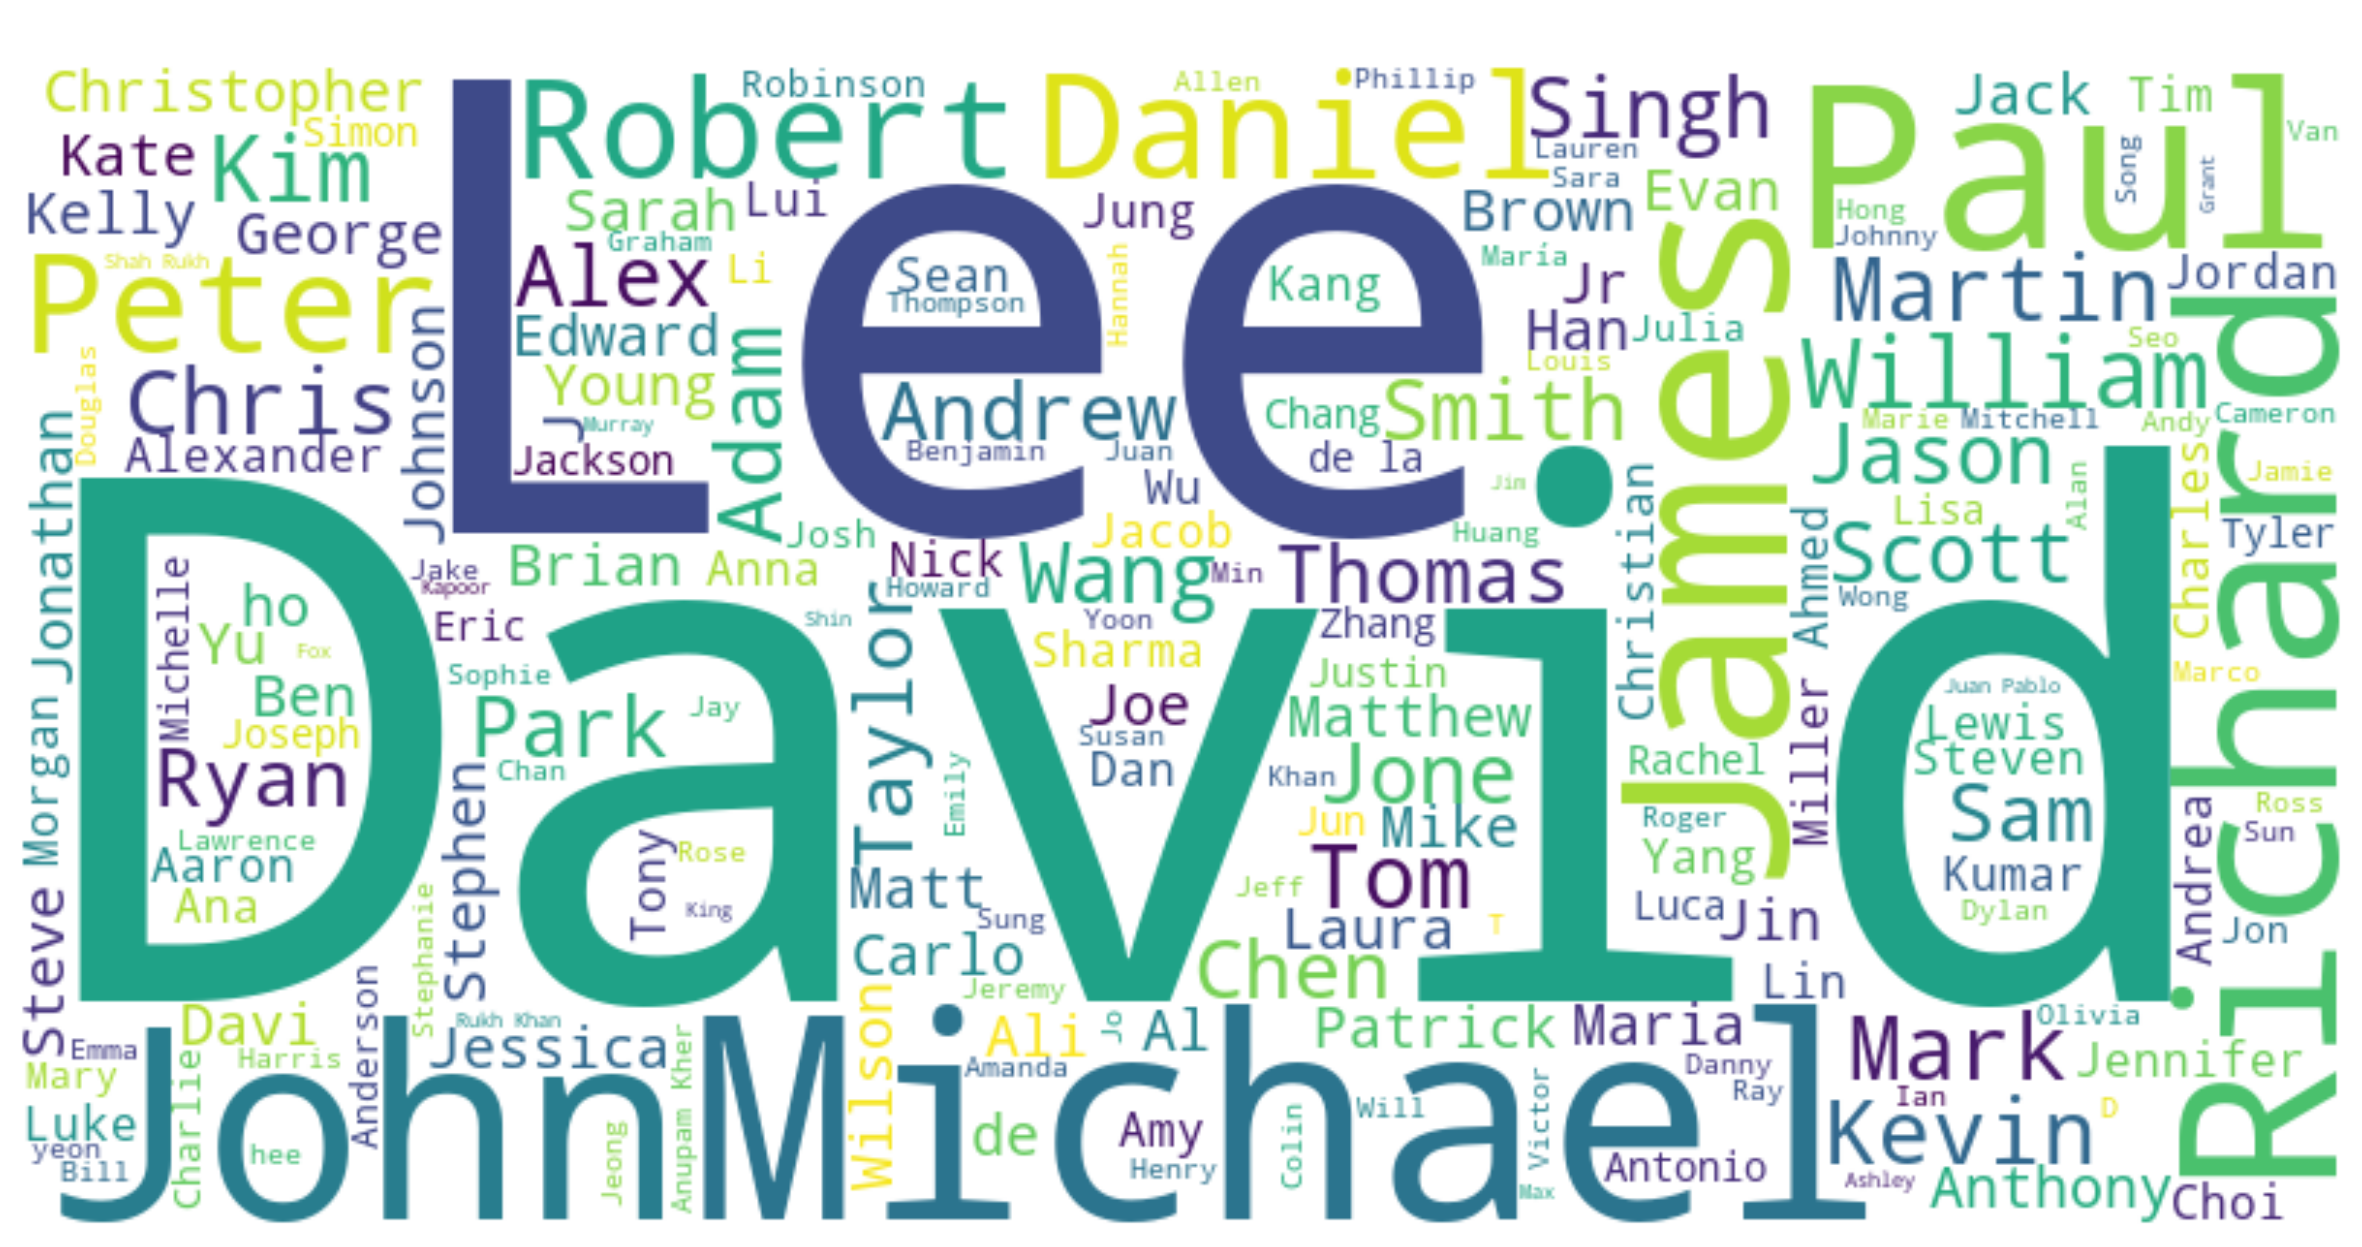 Christopher
Simon
Kate
Kim
Kelly
George
Shah Rukh
Peter
Chris
Alexander
Douglas
Johnson
Jonathan
Lee
Robert
Robinson
Daniel
Allen
Phillip
Singh
Lauren
Sara
Sarah
Lui
Graham
Alex
Li
Edward
Young
J
Murray
Jackson
Adam
Sean
Thompson
Jung
Hannah
Kang
Brown
María
Evan
Jr
Han
Julia
Louis
Andrew
Benjamin
Juan
Chang
Smith
de la
Wu
Jim
Huang
Jacob
James
Paul
Jack
Tim
Van
Song
Grant
Hong
Johnny
Martin
Jordan
Seo
William
Marie
Mitchell
Andy
Cameron
Jason
Lisa
Alan
Charles
Jamie
Tyler
Scott
Wong
Ahmed
Christian
Richard
Marco
David
Michelle
ho
Yu
Fox
Ben
Joseph
Ryan
Lawrence
Aaron
Ana
Jake
Kapoor
Eric
Brian
Anna
Josh
Nick
Howard
Wang
Min
Thomas
Shin
Sophie
Park
Jay
Chan
Stephen
Stephanie
Tony
Rose
King
Taylor
Emily
Matt
Sung
Carlo
Jeremy
Yoon
Sharma
Joe
Susan
Dan
Zhang
Justin
Matthew
Khan
Jone
Jun
Mike
Tom
Jeff
Laura
T
Chen
Rachel
Roger
Yang
Luca
Jin
Lin
Miller
Juan Pablo
Lewis
Steven
Sam
Kumar
Dylan
Ross
Sun
Andrea
Jon
Morgan
Steve
Davi
Harris
Emma
Mary
Luke
yeon
Bill
Charlie
Anderson
hee
John
Rukh Khan
Jessica
Jeong
Anupam Kher
Michael
Wilson
Ali
Jo
Al
Amanda
de
Amy
Henry
Colin
Patrick
Will
Victor
Max
Maria
Danny
Ray
Antonio
Mark
Olivia
Jennifer
Ian
D
Kevin
Ashley
Anthony
Choi